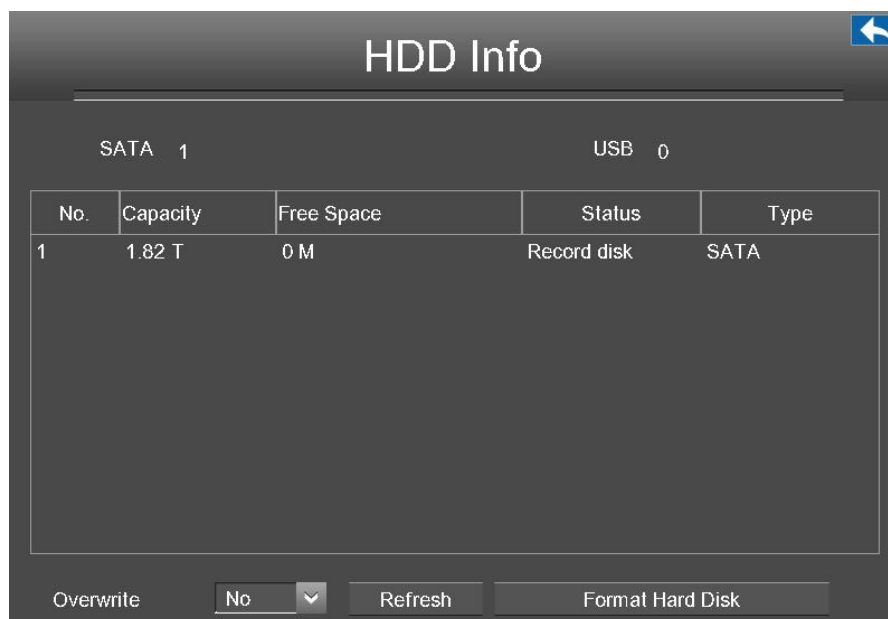 HDD Info
SATA 1 USB 0
No. Capacity Free Space Status Type
1 1.82 T 0 M Record disk SATA
Overwrite No Refresh Format Hard Disk